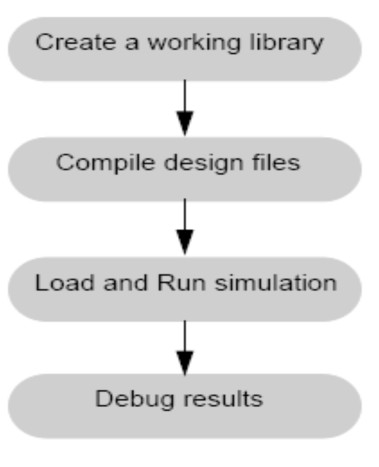 Create a working library
Compile design files
Load and Run simulation
Debug results